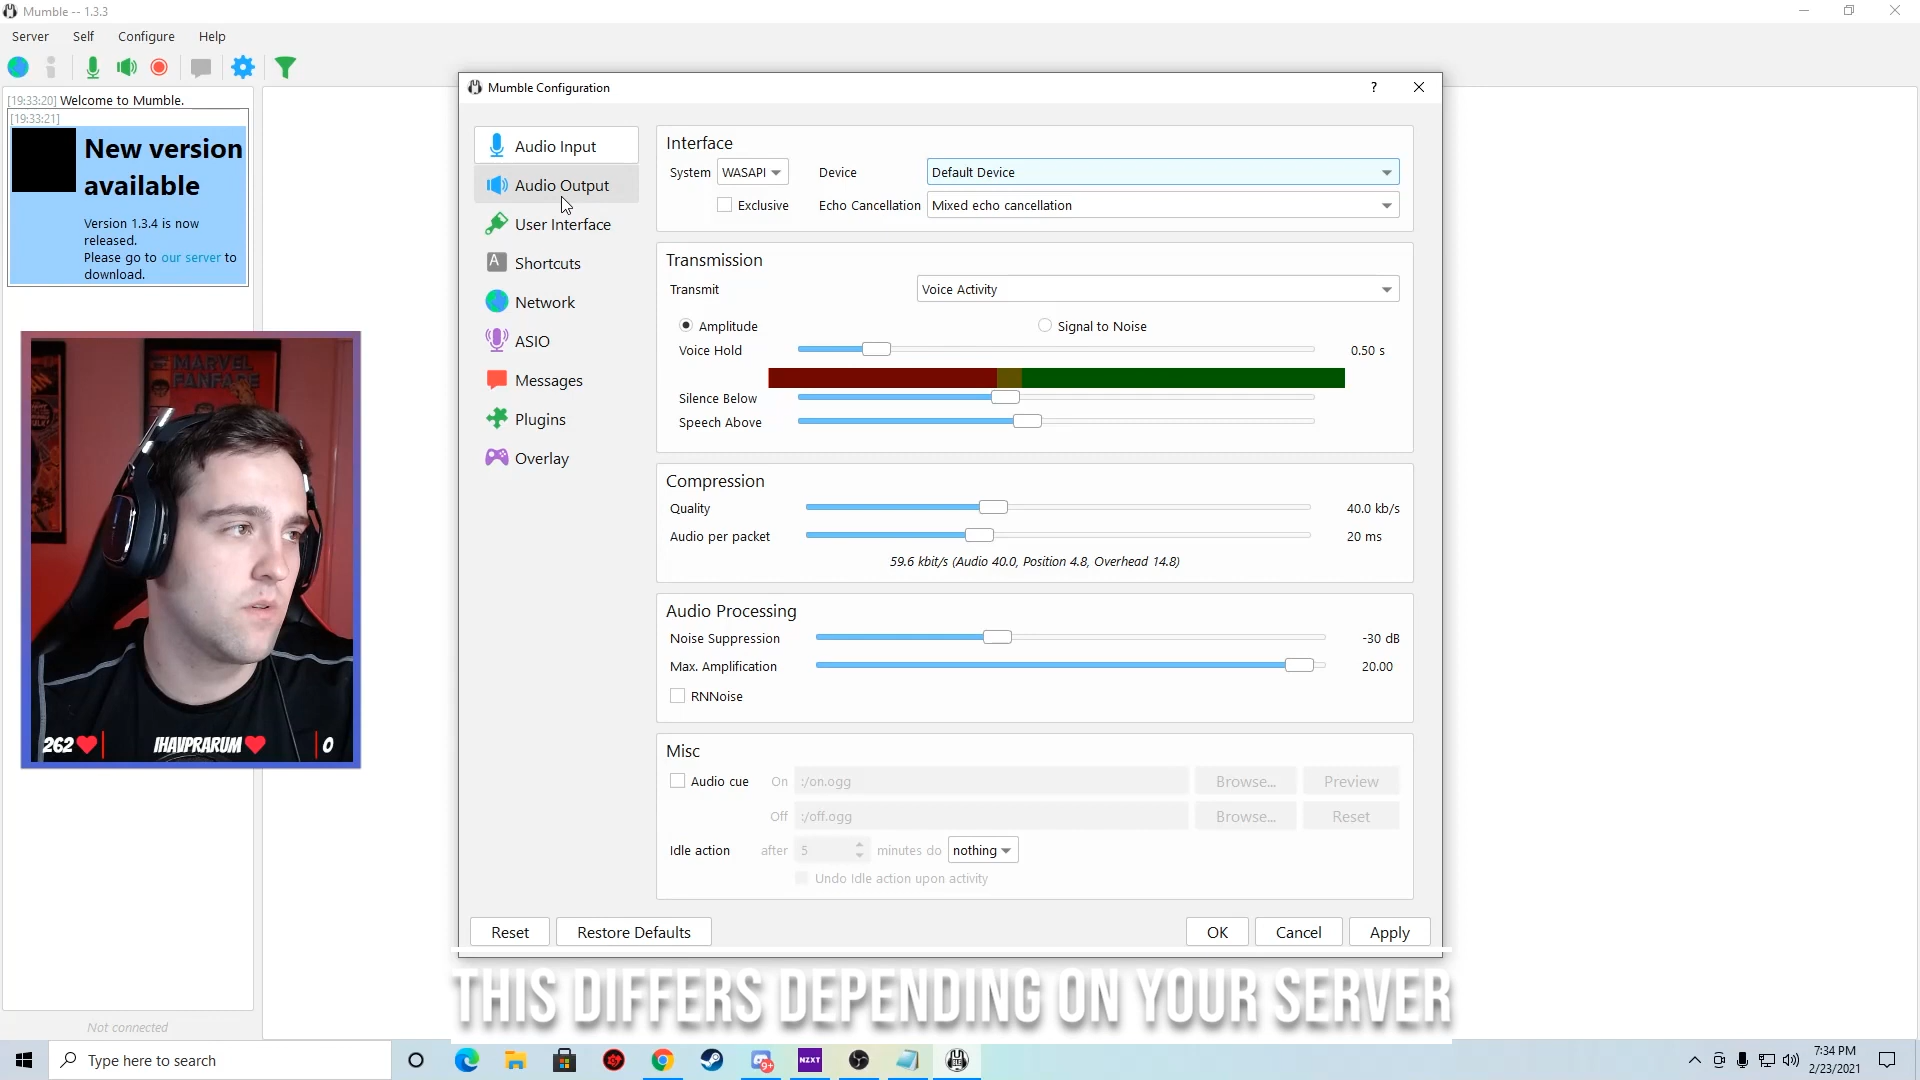 Mumble -- 1.3.3
Server Self Configure Help
[19:33:20] Welcome to Mumble.
[19:33:21]
New version
available
Version 1.3.4 is now
released.
Please go to our server to
download.
MARVEL
FANFARE
262 IHAVPRARUM 0
Not connected
Mumble Configuration
?
Audio Input
Audio Output
User Interface
A Shortcuts
Network
ASIO
Messages
Plugins
Overlay
Interface
System WASAPI Device Default Device
Exclusive Echo Cancellation Mixed echo cancellation
Transmission
Transmit Voice Activity
Amplitude Signal to Noise
Voice Hold 0.50 s
Silence Below
Speech Above
Compression
Quality 40.0 kb/s
Audio per packet 20 ms
59.6 kbit/s (Audio 40.0, Position 4.8, Overhead 14.8)
Audio Processing
Noise Suppression -30 dB
Max. Amplification 20.00
RNNoise
Misc
Audio cue On :/on.ogg Browse... Preview
Off :/off.ogg Browse... Reset
Idle action after 5 minutes do nothing
Undo Idle action upon activity
Reset Restore Defaults OK Cancel Apply
THIS DIFFERS DEPENDING ON YOUR SERVER
Type here to search
9+
NZXT
7:34 PM
2/23/2021